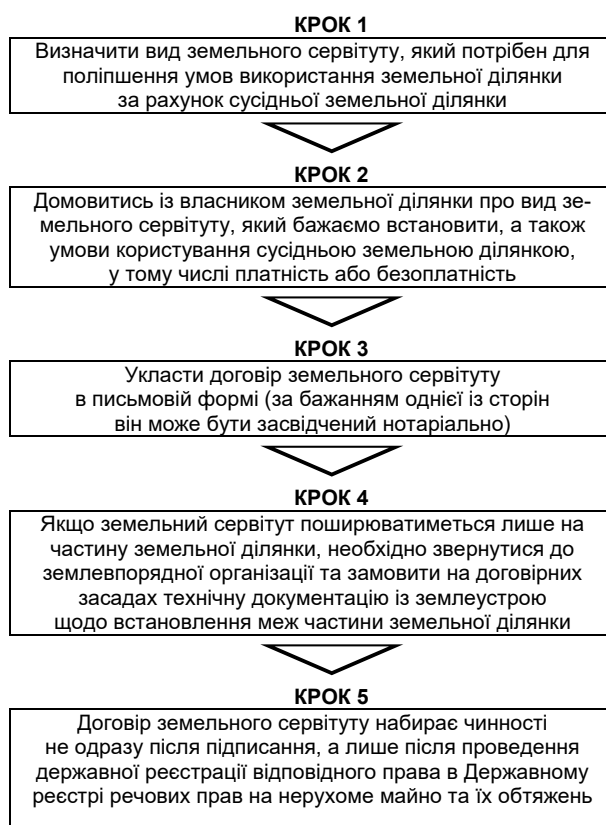 КРОК 1
Визначити вид земельного сервітуту, який потрібен для
поліпшення умов використання земельної ділянки
за рахунок сусідньої земельної ділянки
КРОК 2
Домовитись із власником земельної ділянки про вид зе-
мельного сервітуту, який бажаємо встановити, а також
умови користування сусідньою земельною ділянкою,
у тому числі платність або безоплатність
КРОК 3
Укласти договір земельного сервітуту
в письмовій формі (за бажанням однієї із сторін
він може бути засвідчений нотаріально)
КРОК 4
Якщо земельний сервітут поширюватиметься лише на
частину земельної ділянки, необхідно звернутися до
землевпорядної організації та замовити на договірних
засадах технічну документацію із землеустрою
щодо встановлення меж частини земельної ділянки
КРОК 5
Договір земельного сервітуту набирає чинності
не одразу після підписання, а лише після проведення
державної реєстрації відповідного права в Державному
реєстрі речових прав на нерухоме майно та їх обтяжень